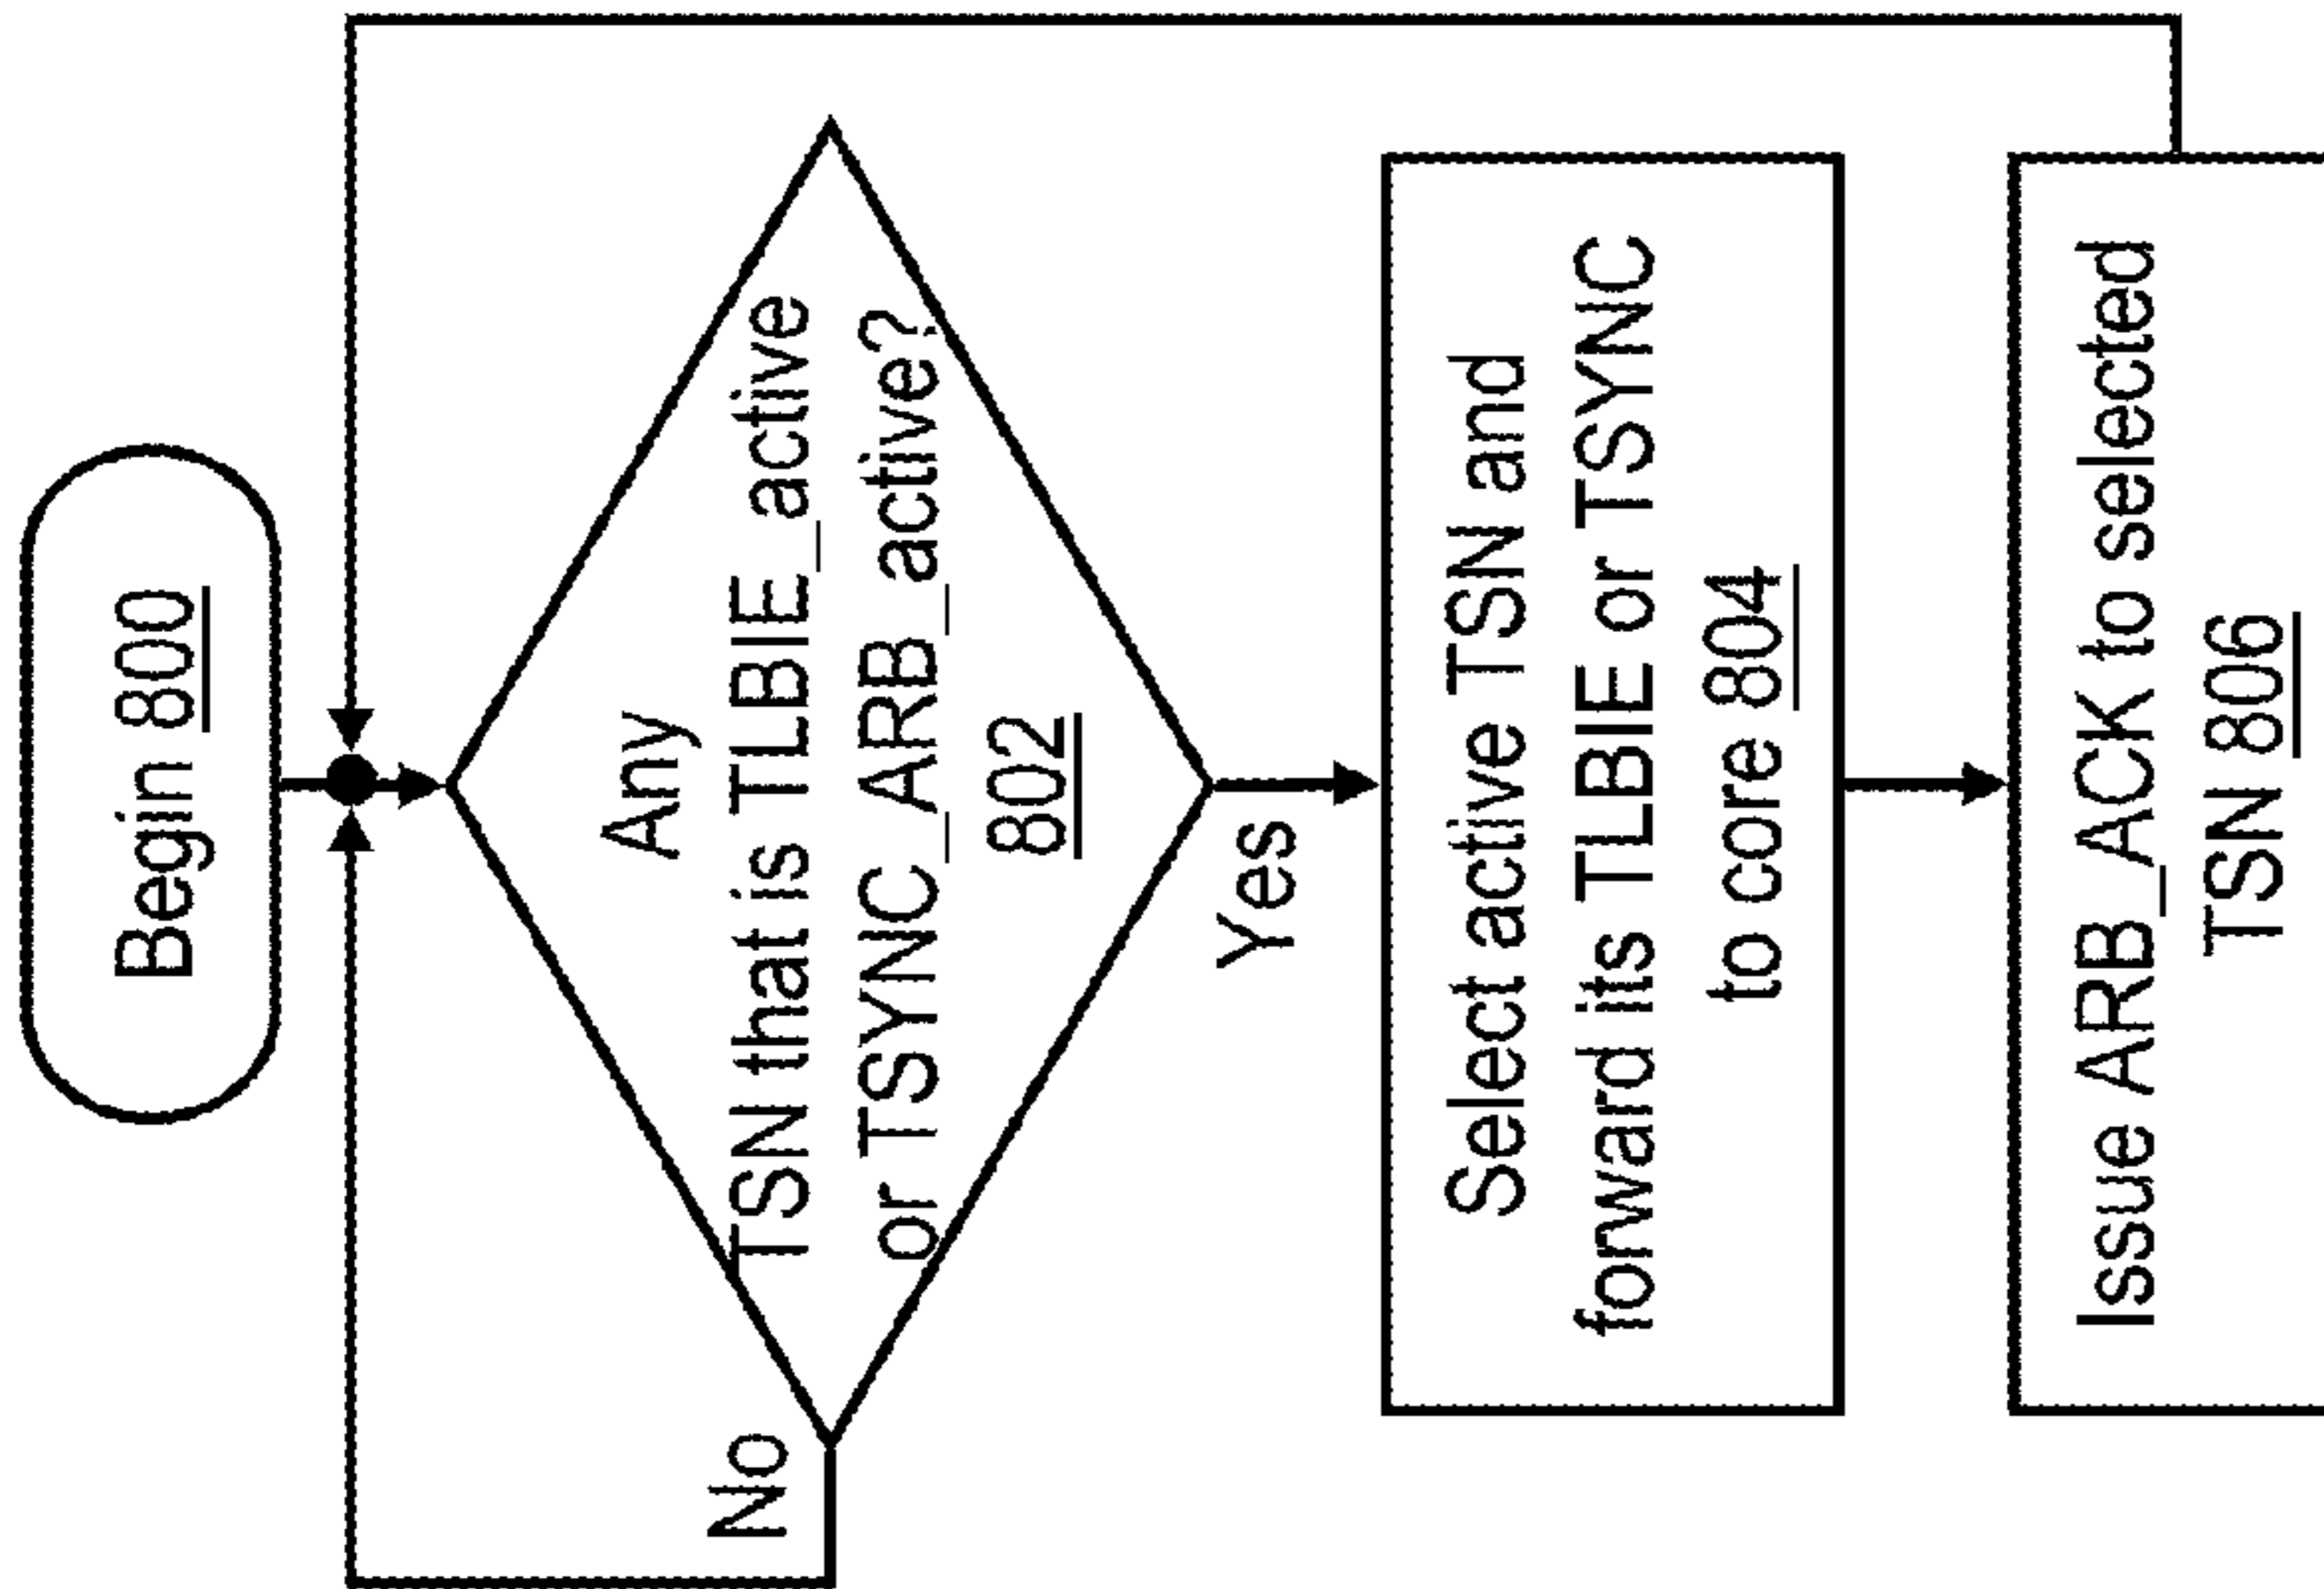 Begin 800
Any
TSN that is TLBIE_active
or TSYNC_ARB_active?
802
No
Yes
Select active TSN and
forward its TLBIE or TSYNC
to core 804
Issue ARB_ACK to selected
TSN 806